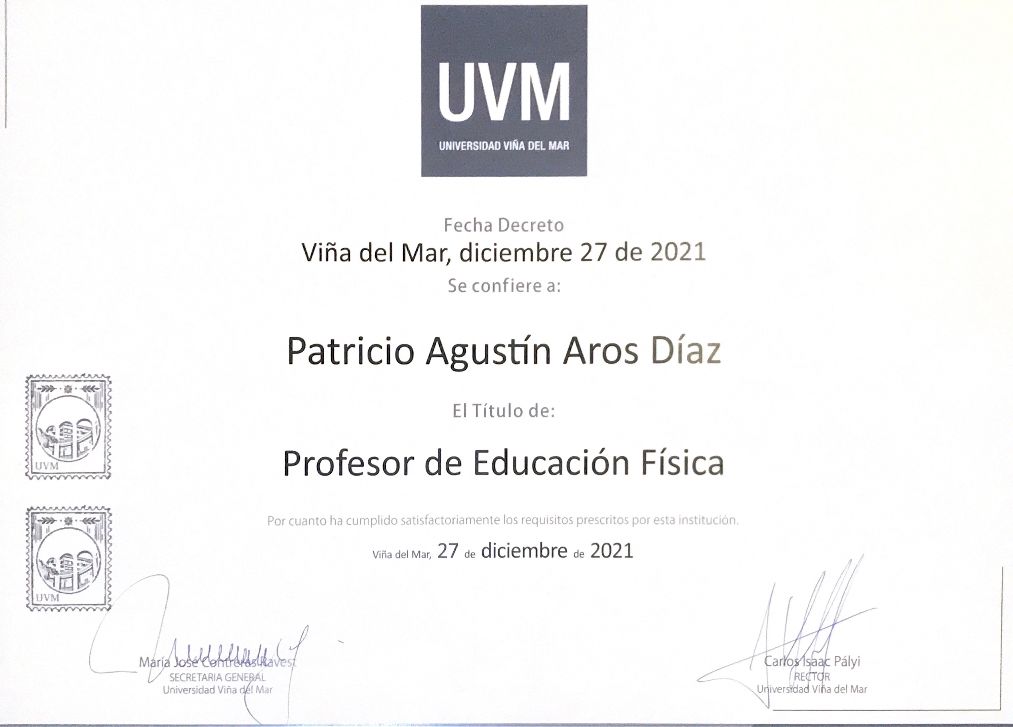 UVM
UNIVERSIDAD VIÑA DEL MAR
Fecha Decreto
Viña del Mar, diciembre 27 de 2021
Se confiere a:
Patricio Agustín Aros Díaz
El Título de:
Profesor de Educación Física
Por cuanto ha cumplido satisfactoriamente los requisitos prescritos por esta institución.
Viña del Mar, 27 de diciembre de 2021
UVM
UVM
María José Contreras Ravest
SECRETARIA GENERAL
Universidad Viña del Mar
Carlos Isaac Pályi
RECTOR
Universidad Viña del Mar